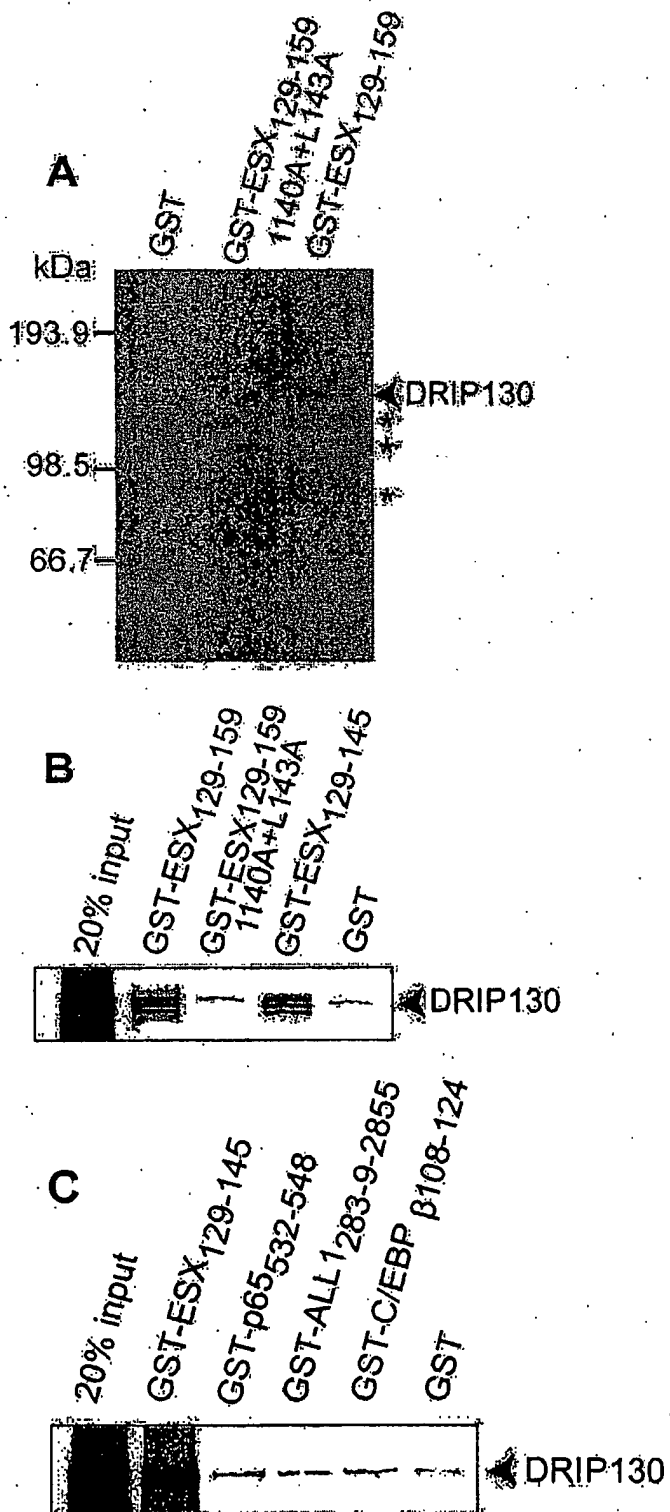 A
GST
GST-ESX129-159
1140A+L143A
GST-ESX129-159
kDa
193.9
DRIP130
*
*
98.5
*
66.7
B
20% input
GST-ESX129-159
GST-ESX129-159
1140A+L143A
GST-ESX129-145
GST
DRIP130
C
20% input
GST-ESX129-145
GST-p65532-548
GST-ALL1283-9-2855
GST-C/EBP β108-124
GST
DRIP130